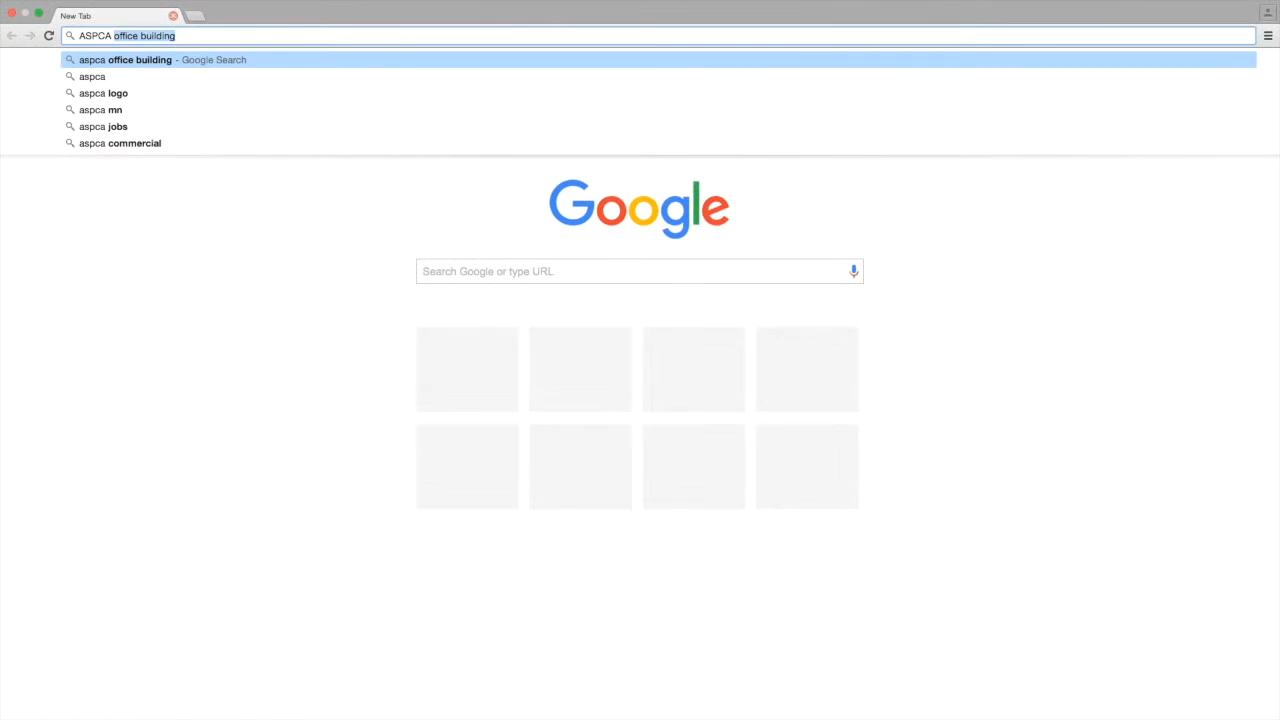 New Tab
ASPCA office building
aspca office building - Google Search
aspca
aspca logo
aspca mn
aspca jobs
aspca commercial
Google
Search Google or type URL